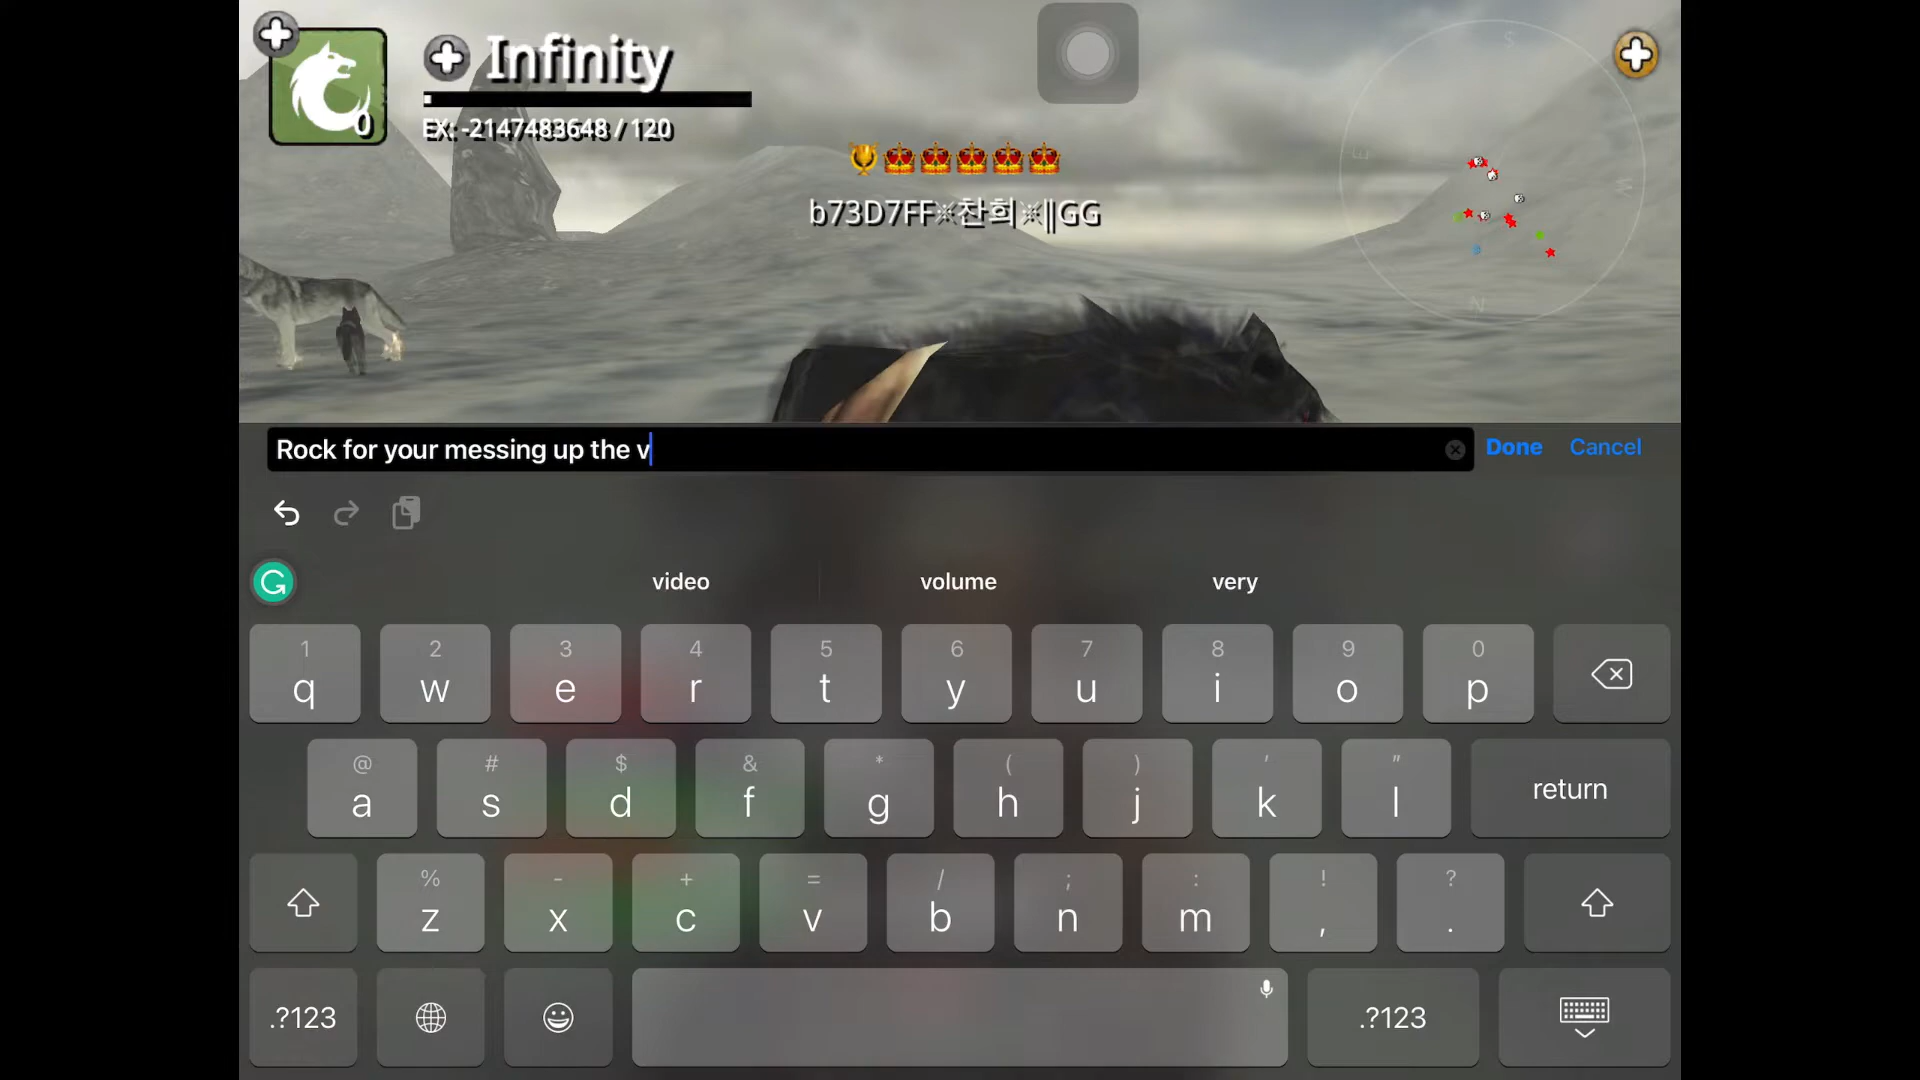 Infinity
0
EX: -2147483648 / 120
b73D7FF※찬희※||GG
S
E
W
N
Rock for your messing up the v
Done
Cancel
video
volume
very
1 2 3 4 5 6 7 8 9 0
q w e r t y u i o p
@ # $ & * ( ) ' "
a s d f g h j k l return
% - + = / ; : ! ?
z x c v b n m , .
.?123 .?123